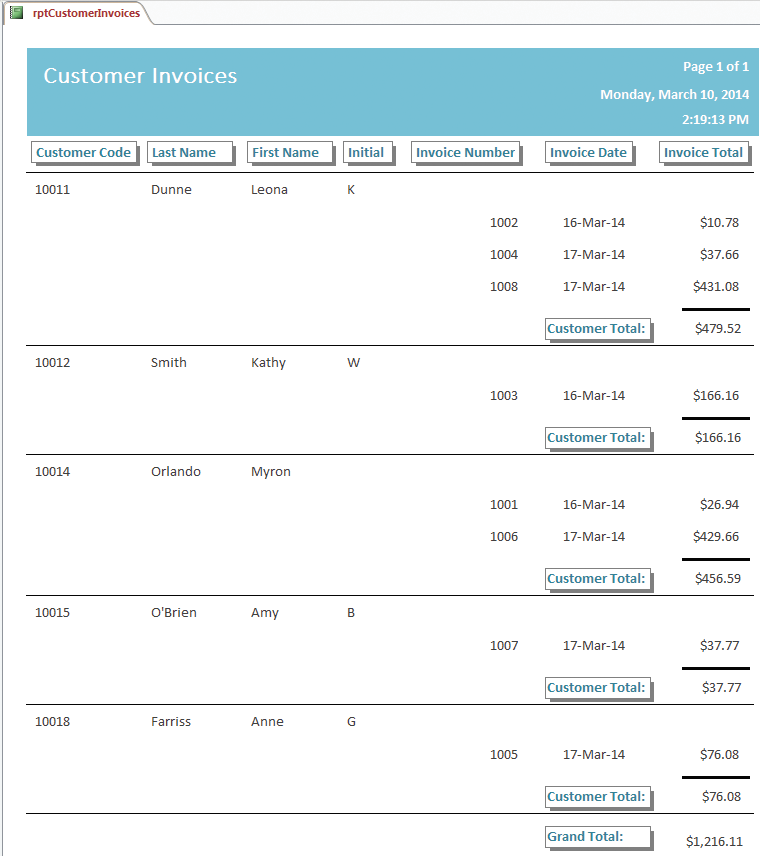 rptCustomerInvoices
Customer Invoices
Page 1 of 1
Monday, March 10, 2014
2:19:13 PM
Customer Code Last Name First Name Initial Invoice Number Invoice Date Invoice Total
10011 Dunne Leona K
1002 16-Mar-14 $10.78
1004 17-Mar-14 $37.66
1008 17-Mar-14 $431.08
Customer Total: $479.52
10012 Smith Kathy W
1003 16-Mar-14 $166.16
Customer Total: $166.16
10014 Orlando Myron
1001 16-Mar-14 $26.94
1006 17-Mar-14 $429.66
Customer Total: $456.59
10015 O'Brien Amy B
1007 17-Mar-14 $37.77
Customer Total: $37.77
10018 Farriss Anne G
1005 17-Mar-14 $76.08
Customer Total: $76.08
Grand Total: $1,216.11